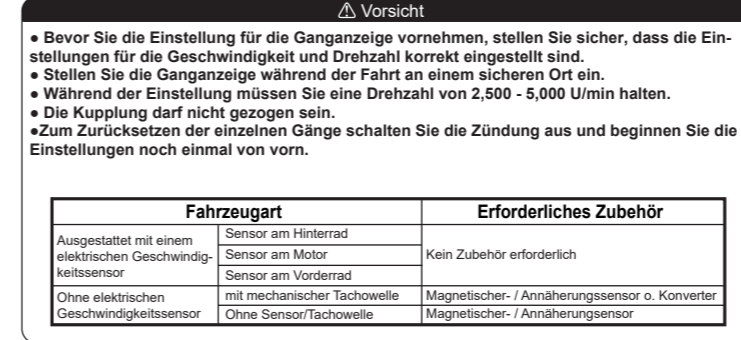 ⚠ Vorsicht
● Bevor Sie die Einstellung für die Ganganzeige vornehmen, stellen Sie sicher, dass die Ein-
stellungen für die Geschwindigkeit und Drehzahl korrekt eingestellt sind.
● Stellen Sie die Ganganzeige während der Fahrt an einem sicheren Ort ein.
● Während der Einstellung müssen Sie eine Drehzahl von 2,500 - 5,000 U/min halten.
● Die Kupplung darf nicht gezogen sein.
●Zum Zurücksetzen der einzelnen Gänge schalten Sie die Zündung aus und beginnen Sie die
Einstellungen noch einmal von vorn.
Fahrzeugart Erforderliches Zubehör
Ausgestattet mit einem
elektrischen Geschwindig-
keitssensor
Sensor am Hinterrad
Sensor am Motor
Sensor am Vorderrad
Kein Zubehör erforderlich
Ohne elektrischen
Geschwindigkeitssensor
mit mechanischer Tachowelle Magnetischer- / Annäherungssensor o. Konverter
Ohne Sensor/Tachowelle Magnetischer- / Annäherungsensor